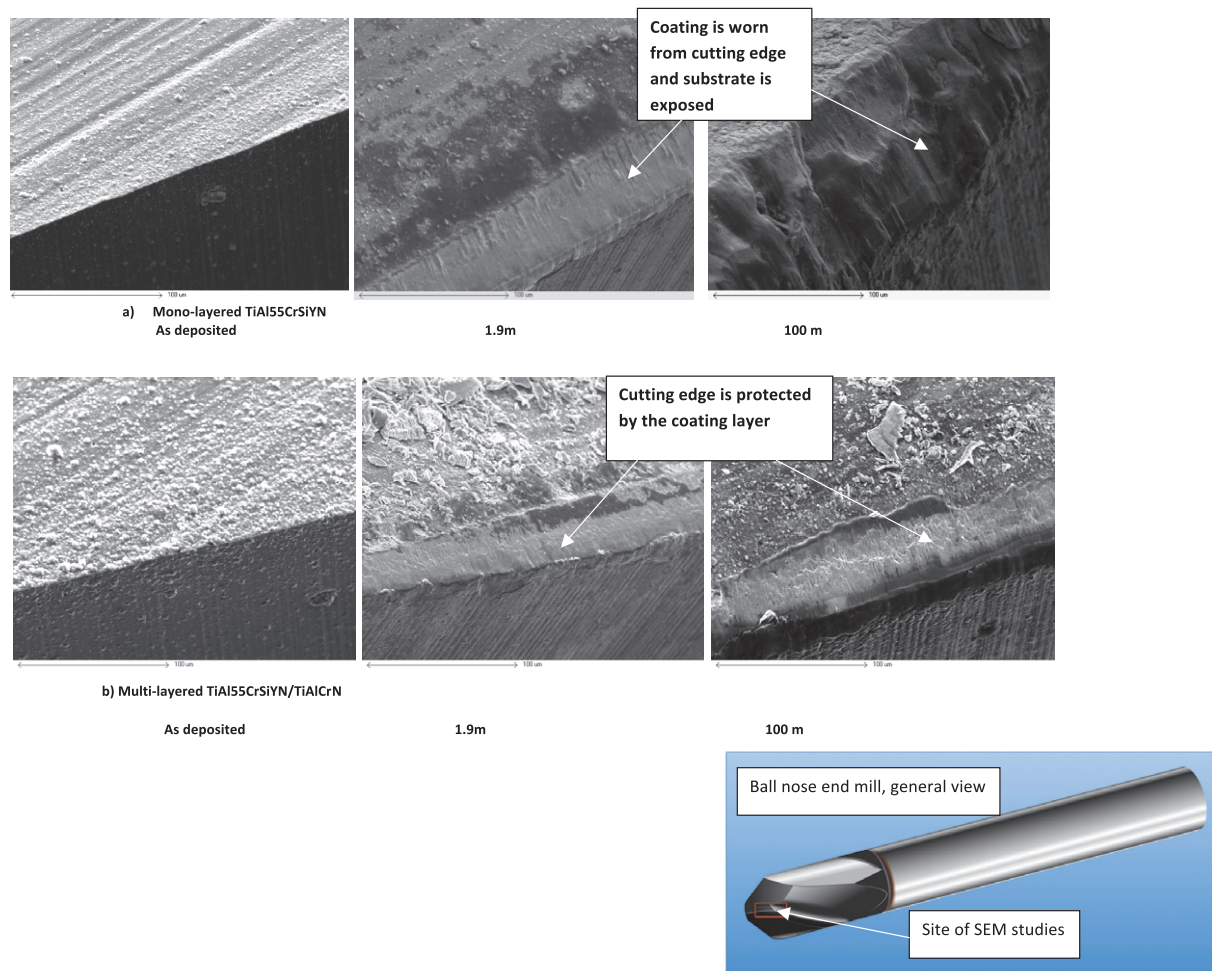 Coating is worn
from cutting edge
and substrate is
exposed
100 um
100 um
100 um
a) Mono-layered TiAl55CrSiYN
As deposited
1.9m
100 m
Cutting edge is protected
by the coating layer
100 um
100 um
100 um
b) Multi-layered TiAl55CrSiYN/TiAlCrN
As deposited
1.9m
100 m
Ball nose end mill, general view
Site of SEM studies